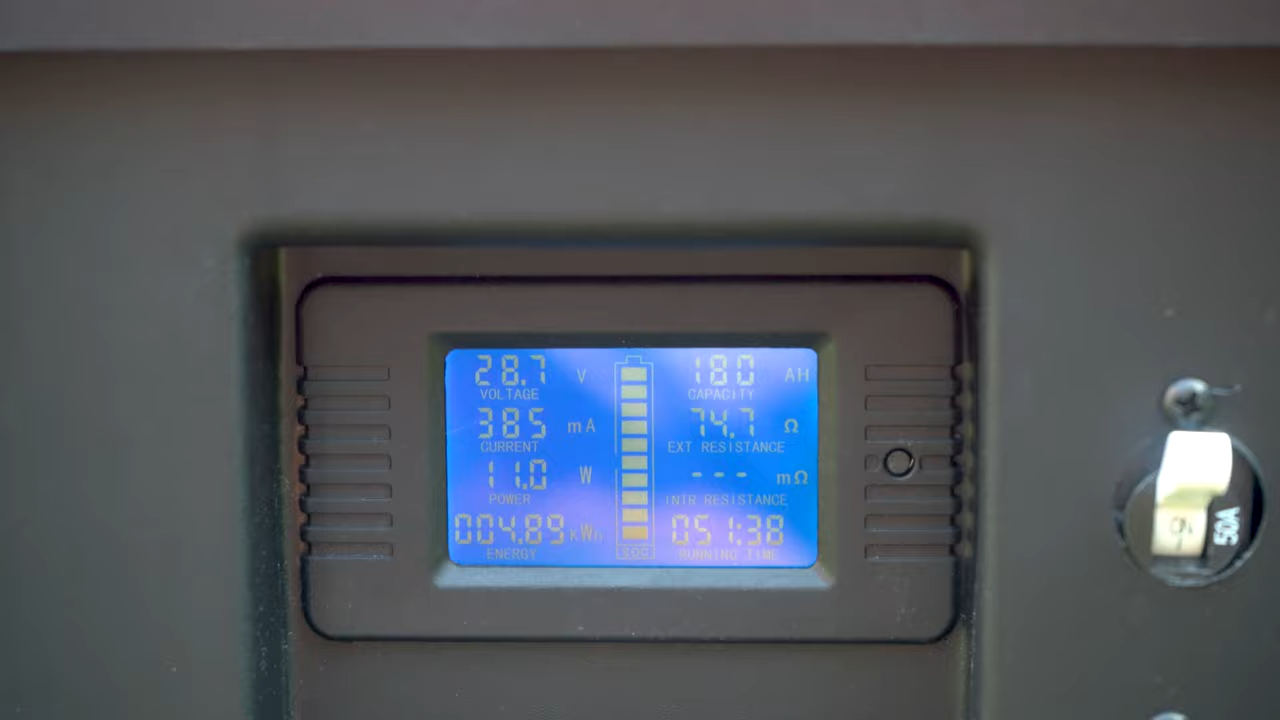 28.7 V
VOLTAGE
385 mA
CURRENT
11.0 W
POWER
004.89 kWh
ENERGY
SOC
180 AH
CAPACITY
74.7 Ω
EXT RESISTANCE
--- mΩ
INTR RESISTANCE
051:38
RUNNING TIME
50A